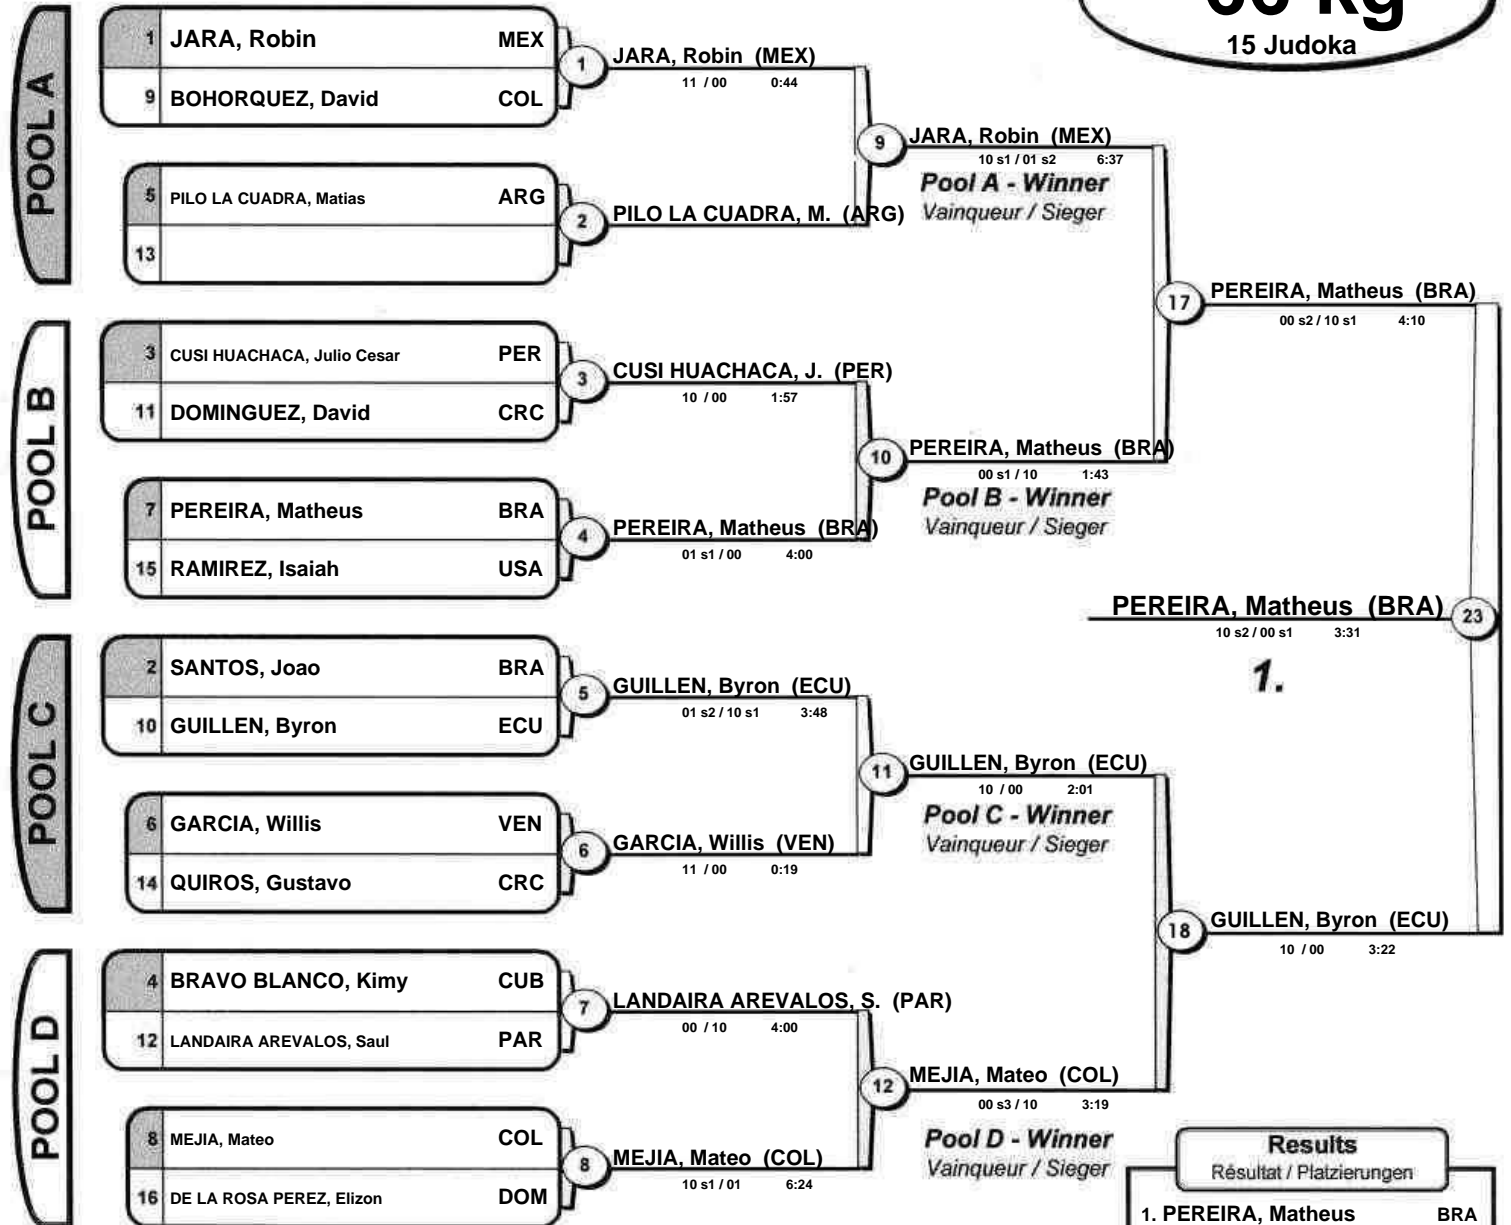 15 Judoka
POOL A
1 JARA, Robin MEX
9 BOHORQUEZ, David COL
1 JARA, Robin (MEX)
11 / 00 0:44
5 PILO LA CUADRA, Matias ARG
13
2 PILO LA CUADRA, M. (ARG)
9 JARA, Robin (MEX)
10 s1 / 01 s2 6:37
Pool A - Winner
Vainqueur / Sieger
POOL B
3 CUSI HUACHACA, Julio Cesar PER
11 DOMINGUEZ, David CRC
3 CUSI HUACHACA, J. (PER)
10 / 00 1:57
7 PEREIRA, Matheus BRA
15 RAMIREZ, Isaiah USA
4 PEREIRA, Matheus (BRA)
01 s1 / 00 4:00
10 PEREIRA, Matheus (BRA)
00 s1 / 10 1:43
Pool B - Winner
Vainqueur / Sieger
17 PEREIRA, Matheus (BRA)
00 s2 / 10 s1 4:10
PEREIRA, Matheus (BRA) 23
10 s2 / 00 s1 3:31
1.
POOL C
2 SANTOS, Joao BRA
10 GUILLEN, Byron ECU
5 GUILLEN, Byron (ECU)
01 s2 / 10 s1 3:48
6 GARCIA, Willis VEN
14 QUIROS, Gustavo CRC
6 GARCIA, Willis (VEN)
11 / 00 0:19
11 GUILLEN, Byron (ECU)
10 / 00 2:01
Pool C - Winner
Vainqueur / Sieger
18 GUILLEN, Byron (ECU)
10 / 00 3:22
POOL D
4 BRAVO BLANCO, Kimy CUB
12 LANDAIRA AREVALOS, Saul PAR
7 LANDAIRA AREVALOS, S. (PAR)
00 / 10 4:00
8 MEJIA, Mateo COL
16 DE LA ROSA PEREZ, Elizon DOM
8 MEJIA, Mateo (COL)
10 s1 / 01 6:24
12 MEJIA, Mateo (COL)
00 s3 / 10 3:19
Pool D - Winner
Vainqueur / Sieger
Results
Résultat / Platzierungen
1. PEREIRA, Matheus BRA